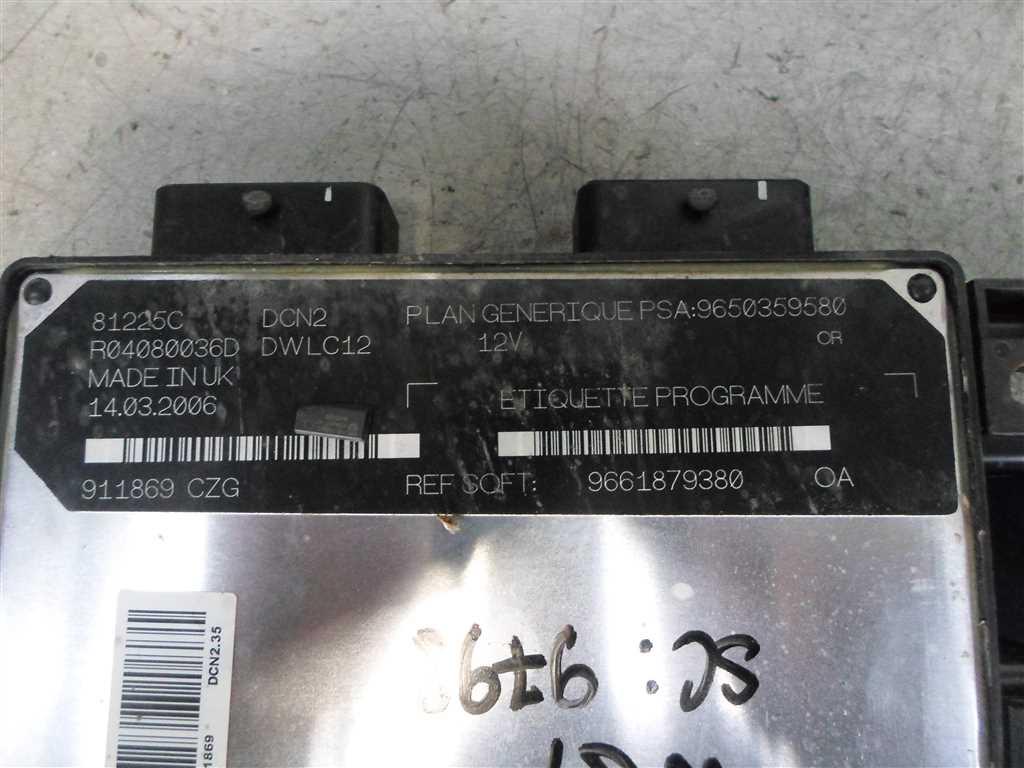 81225C DCN2 PLAN GENERIQUE PSA:9650359580
R04080036D DWLC12 12V OR
MADE IN UK
14.03.2006 ETIQUETTE PROGRAMME
911869 CZG REF SOFT: 9661879380 OA
DCN2.35
1869